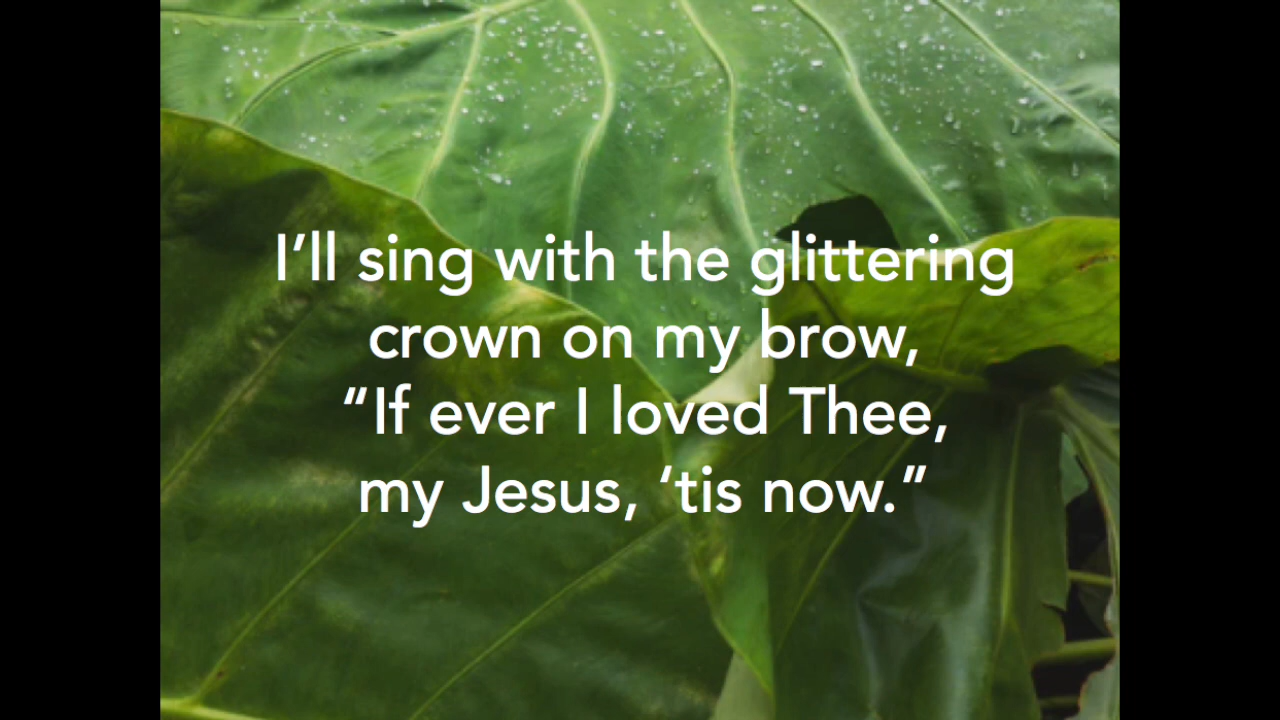 I’ll sing with the glittering
crown on my brow,
“If ever I loved Thee,
my Jesus, ‘tis now.”